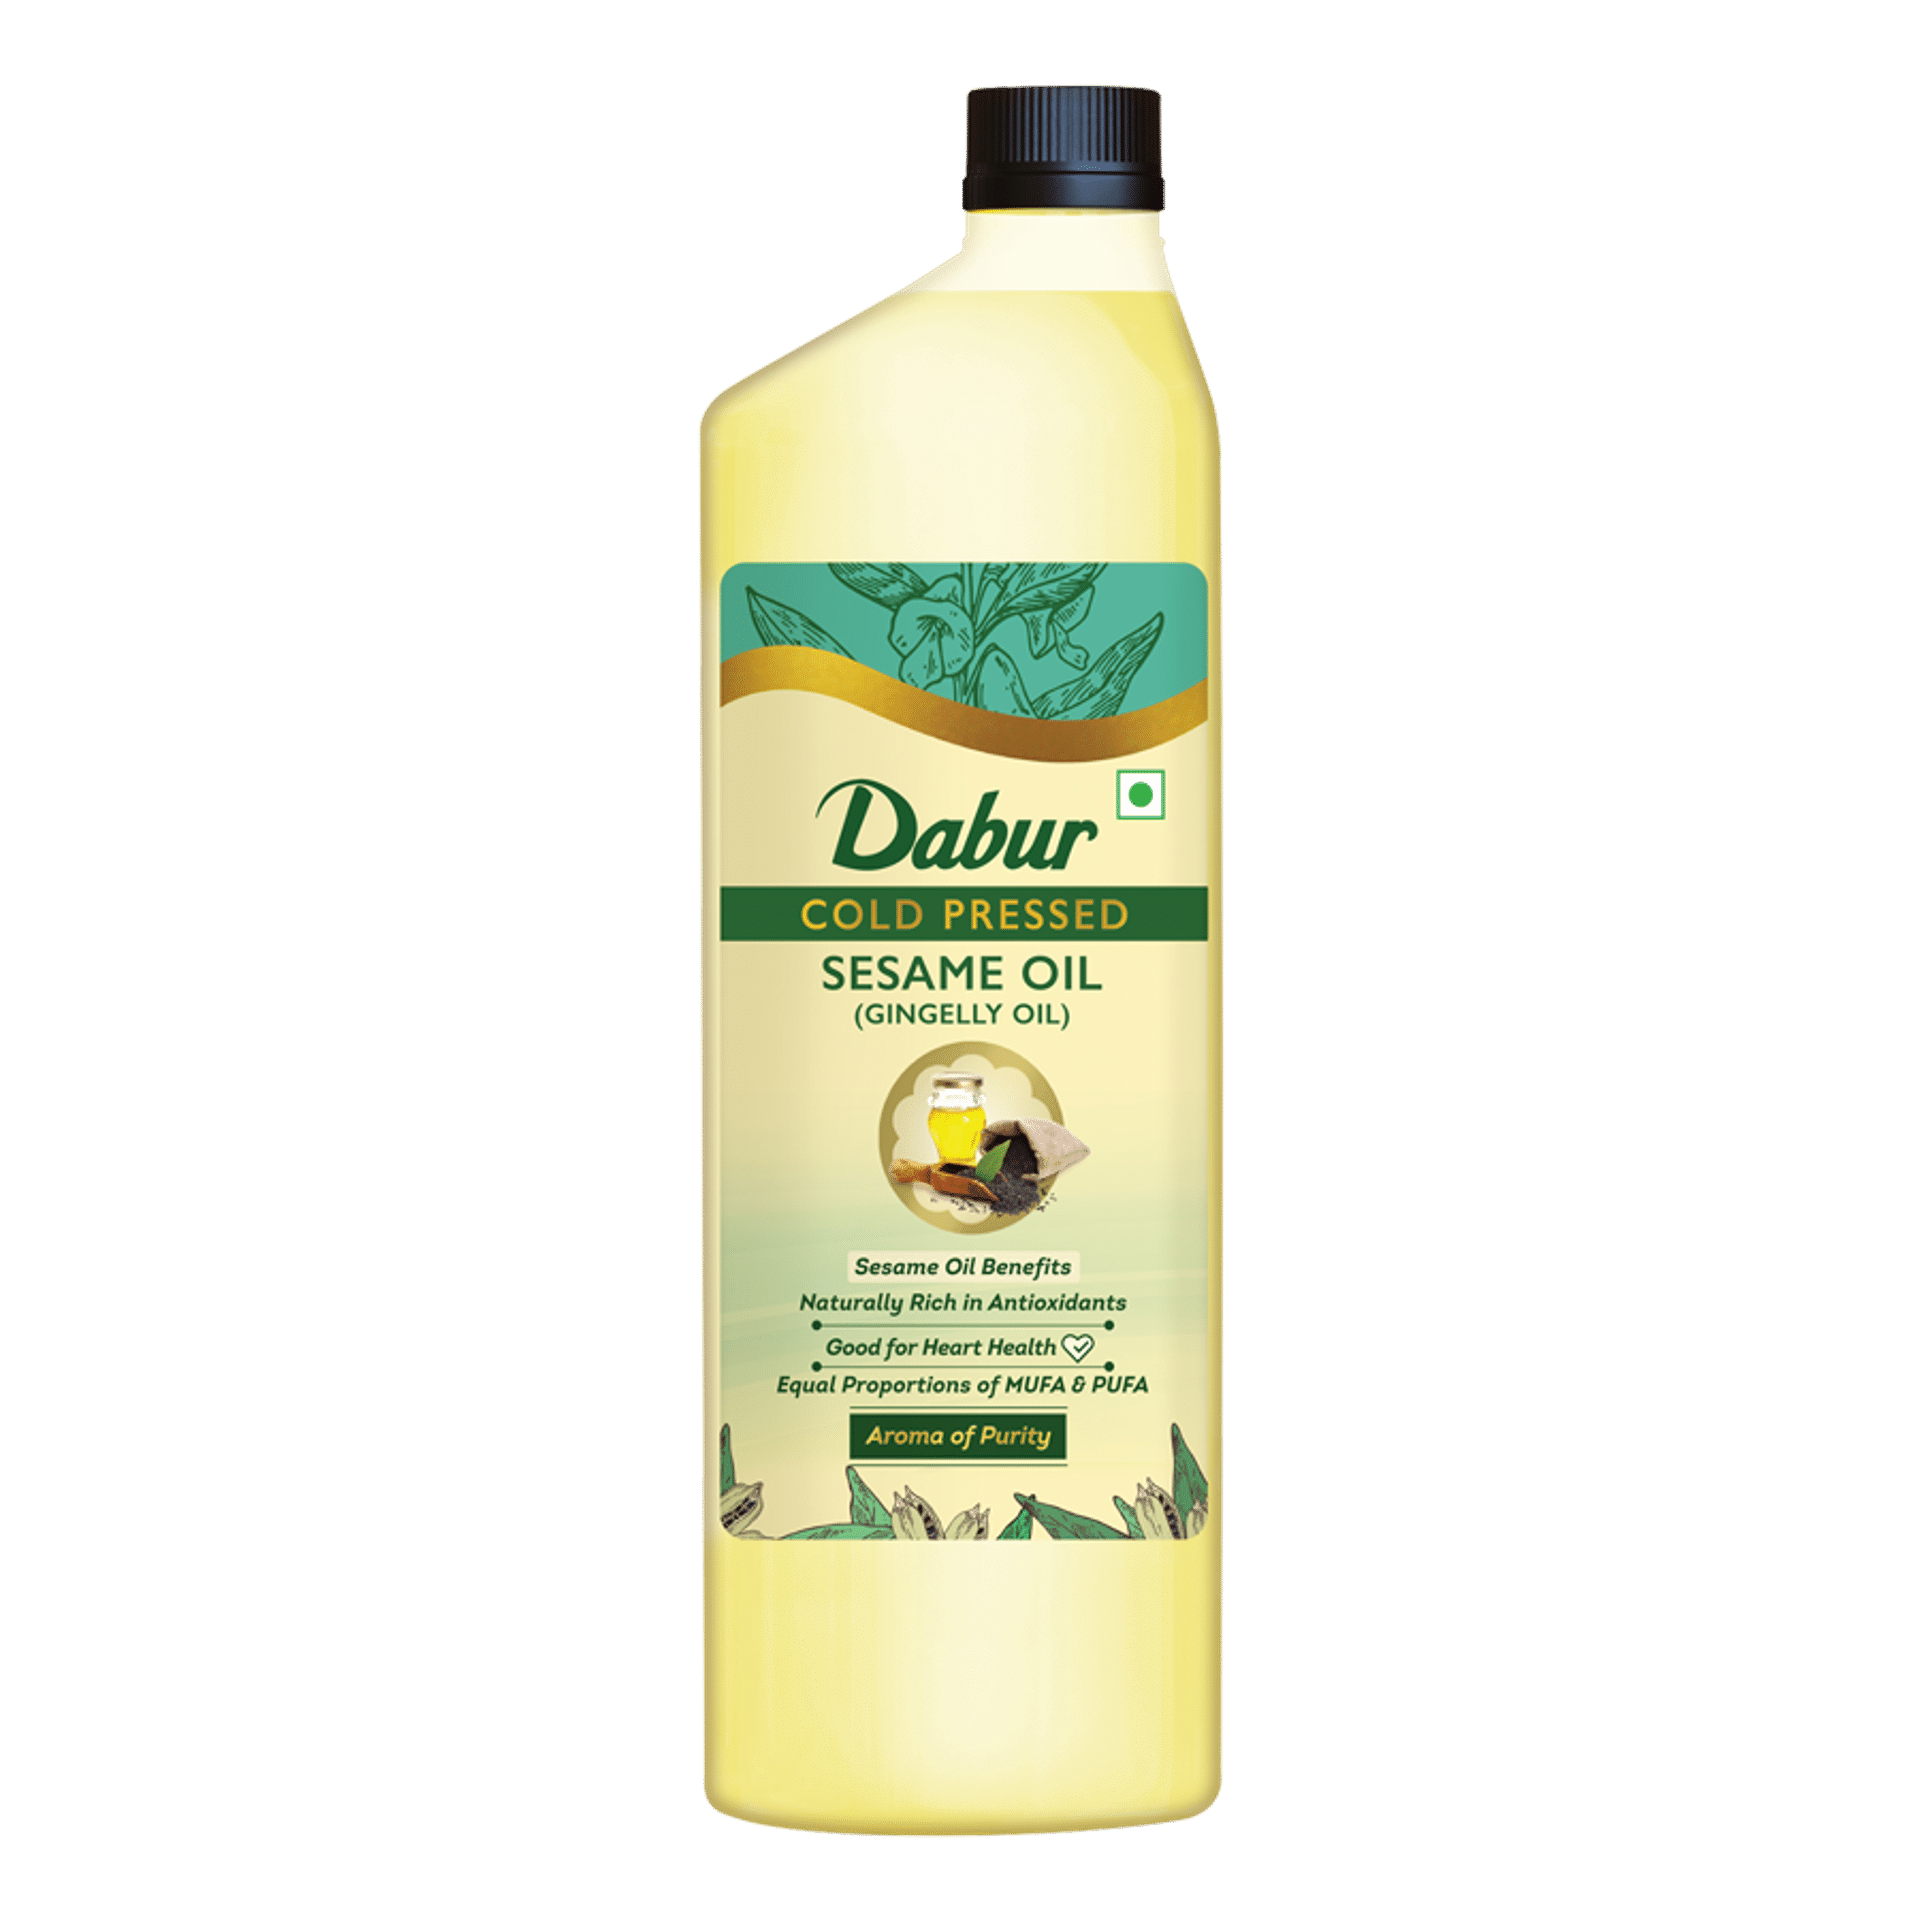 Dabur
COLD PRESSED
SESAME OIL
(GINGELLY OIL)
Sesame Oil Benefits
Naturally Rich in Antioxidants
Good for Heart Health
Equal Proportions of MUFA & PUFA
Aroma of Purity